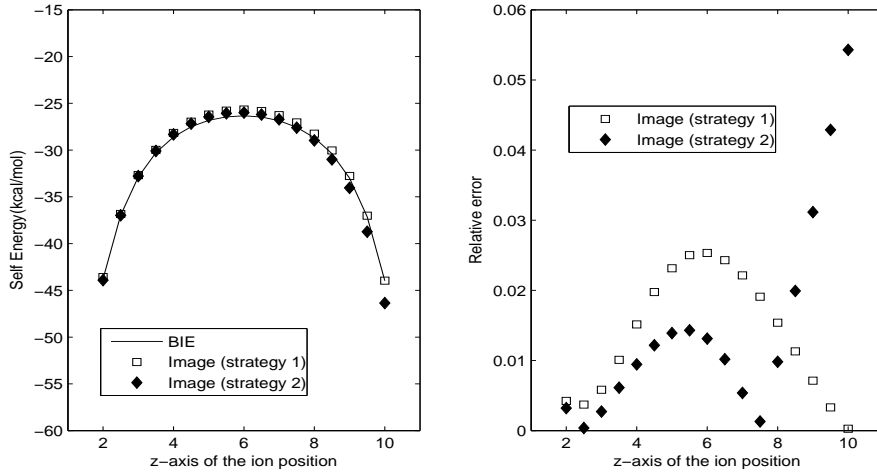 −15
−20
−25
−30
−35
−40
−45
−50
−55
−60
Self Energy(kcal/mol)
2 4 6 8 10
z−axis of the ion position
BIE
Image (strategy 1)
Image (strategy 2)
0.06
0.05
0.04
0.03
0.02
0.01
0
Relative error
2 4 6 8 10
z−axis of the ion position
Image (strategy 1)
Image (strategy 2)